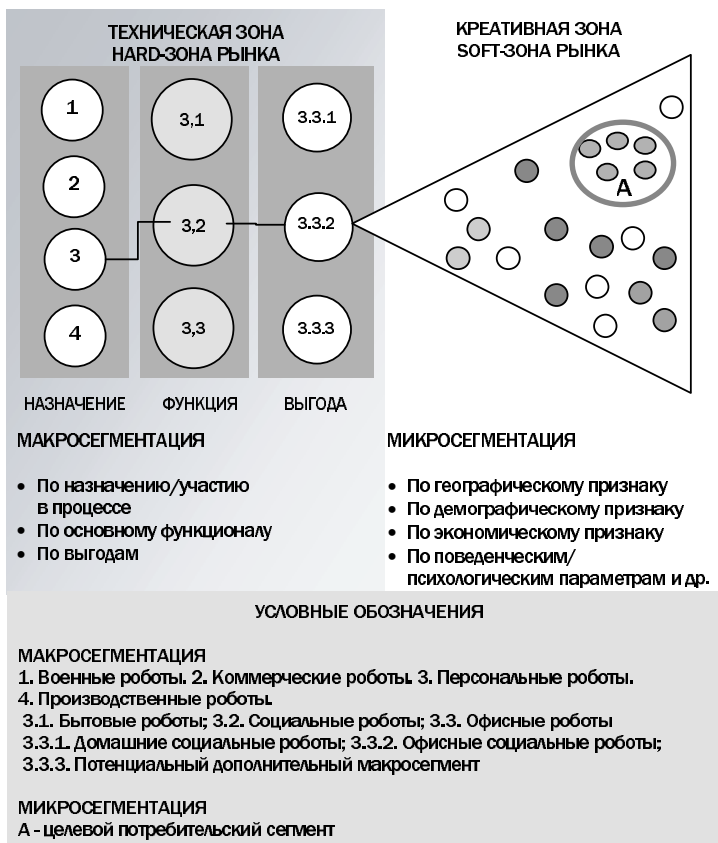 ТЕХНИЧЕСКАЯ ЗОНА
HARD-ЗОНА РЫНКА
КРЕАТИВНАЯ ЗОНА
SOFT-ЗОНА РЫНКА
1
2
3
4
3,1
3,2
3,3
3.3.1
3.3.2
3.3.3
A
НАЗНАЧЕНИЕ
ФУНКЦИЯ
ВЫГОДА
МАКРОСЕГМЕНТАЦИЯ
• По назначению/участию
в процессе
• По основному функционалу
• По выгодам
МИКРОСЕГМЕНТАЦИЯ
• По географическому признаку
• По демографическому признаку
• По экономическому признаку
• По поведенческим/
психологическим параметрам и др.
УСЛОВНЫЕ ОБОЗНАЧЕНИЯ
МАКРОСЕГМЕНТАЦИЯ
1. Военные роботы. 2. Коммерческие роботы. 3. Персональные роботы.
4. Производственные роботы.
3.1. Бытовые роботы; 3.2. Социальные роботы; 3.3. Офисные роботы
3.3.1. Домашние социальные роботы; 3.3.2. Офисные социальные роботы;
3.3.3. Потенциальный дополнительный макросегмент
МИКРОСЕГМЕНТАЦИЯ
А - целевой потребительский сегмент